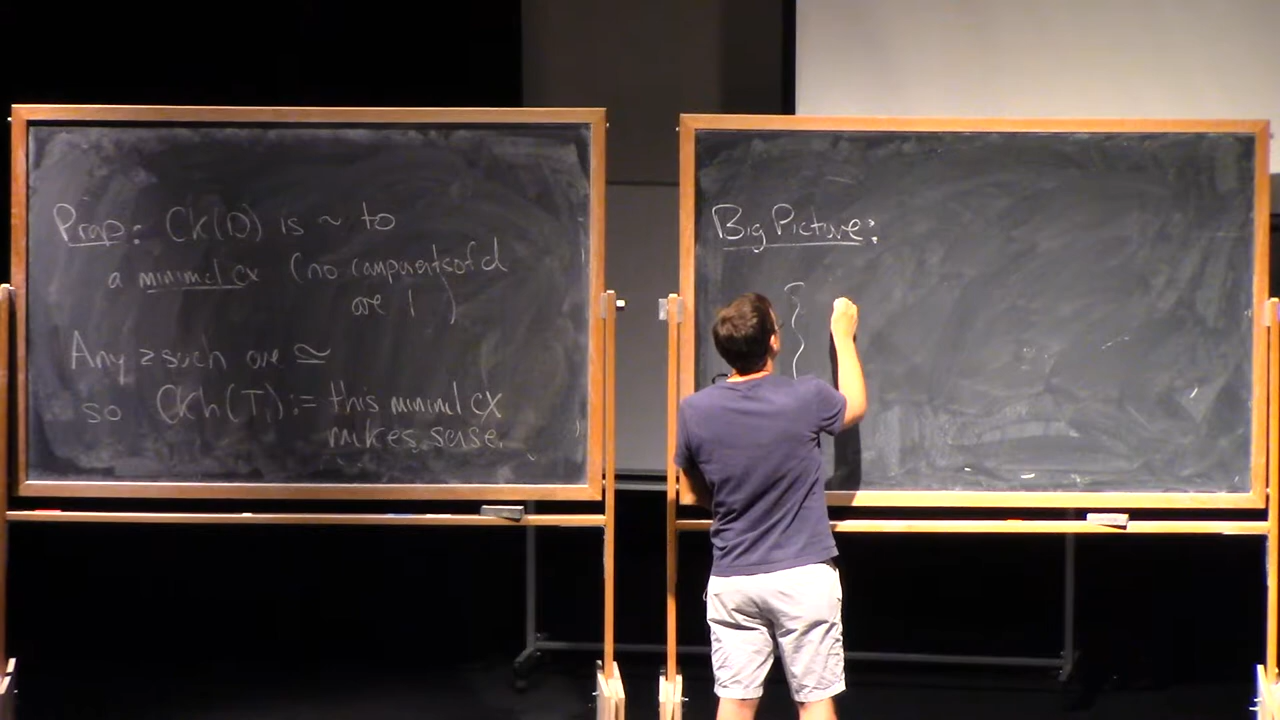 Prop: CK(D) is ~ to
a minimal cx (no components of d
are 1)
Any 2 such are ≃
so CKh(T) := this minimal cx
makes sense.
Big Picture:
{